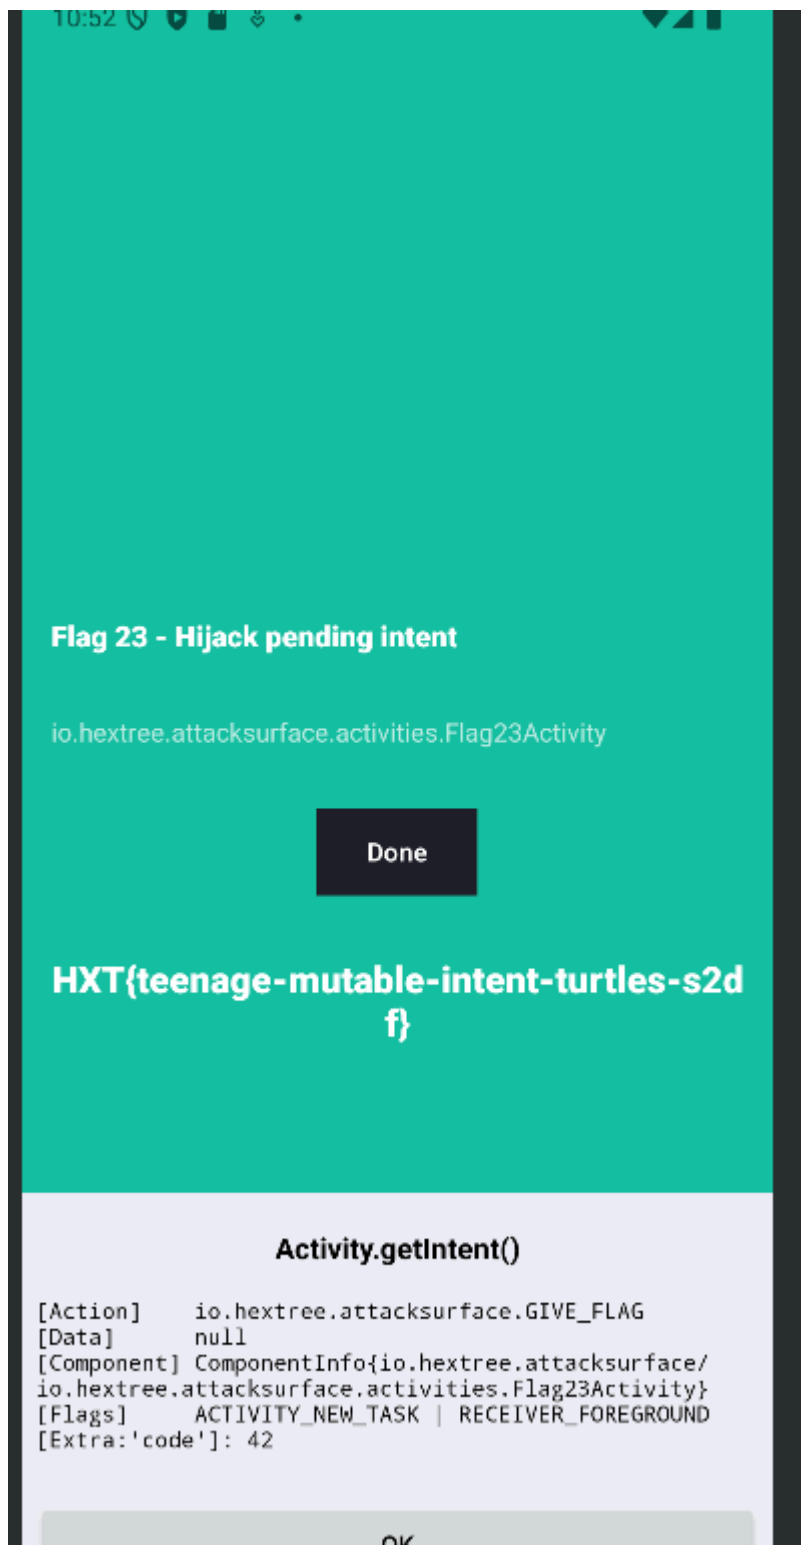 10:52
Flag 23 - Hijack pending intent
io.hextree.attacksurface.activities.Flag23Activity
Done
HXT{teenage-mutable-intent-turtles-s2d
f}
Activity.getIntent()
[Action]    io.hextree.attacksurface.GIVE_FLAG
[Data]      null
[Component] ComponentInfo{io.hextree.attacksurface/
io.hextree.attacksurface.activities.Flag23Activity}
[Flags]     ACTIVITY_NEW_TASK | RECEIVER_FOREGROUND
[Extra:'code']: 42
OK